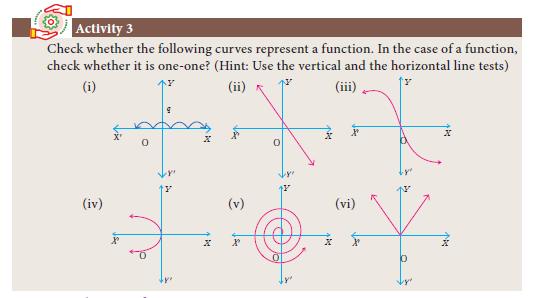 Activity 3
Check whether the following curves represent a function. In the case of a function,
check whether it is one-one? (Hint: Use the vertical and the horizontal line tests)
(i) (ii) (iii)
Y Y Y
q
X' O X X' O X X' O X
Y' Y' Y'
(iv) (v) (vi)
Y Y Y
X' O X X' O X X' O X
Y' Y' Y'